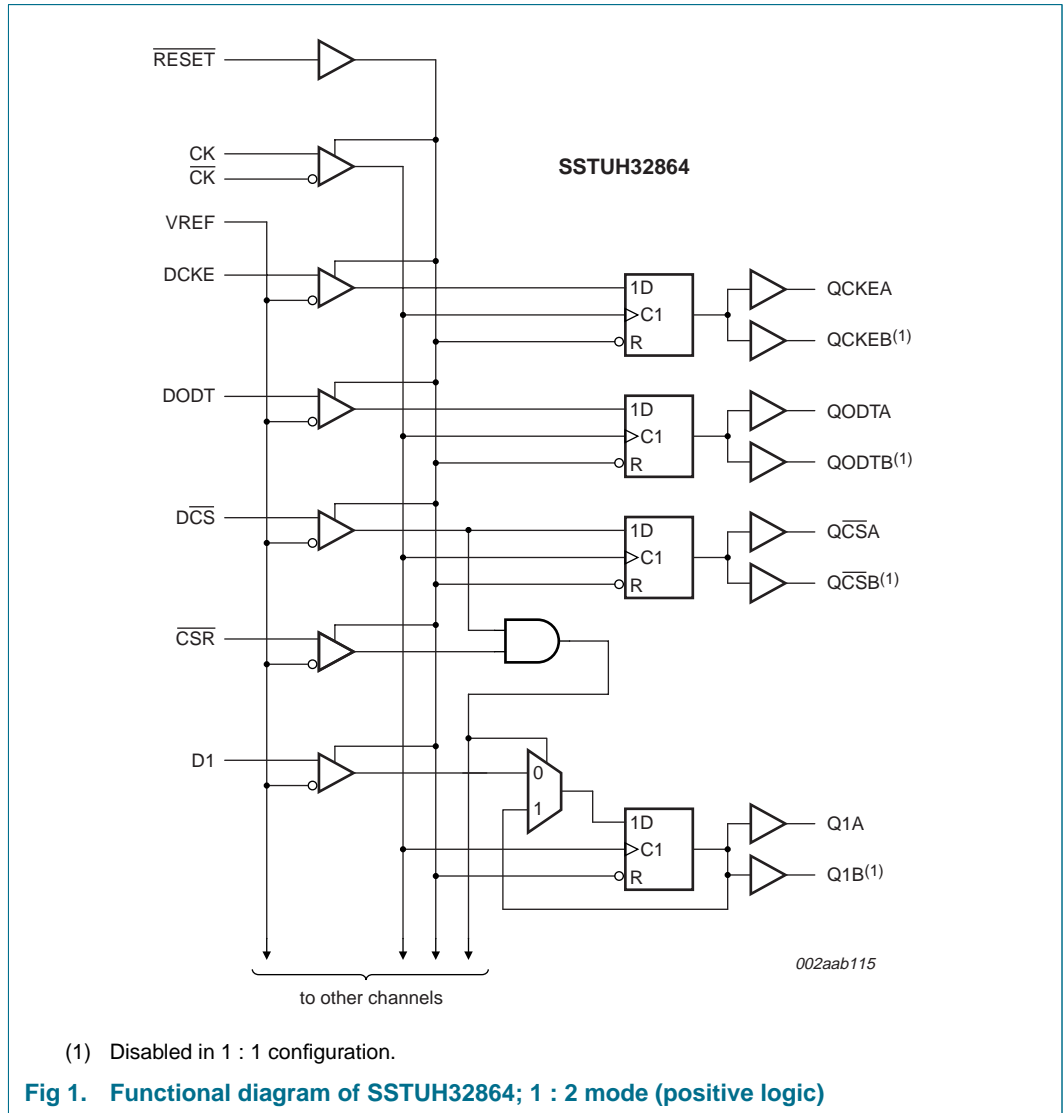 RESET
CK
CK
SSTUH32864
VREF
DCKE
1D
C1
R
QCKEA
QCKEB(1)
DODT
1D
C1
R
QODTA
QODTB(1)
DCS
1D
C1
R
QCSA
QCSB(1)
CSR
D1
0
1
1D
C1
R
Q1A
Q1B(1)
002aab115
to other channels
(1) Disabled in 1 : 1 configuration.
Fig 1. Functional diagram of SSTUH32864; 1 : 2 mode (positive logic)